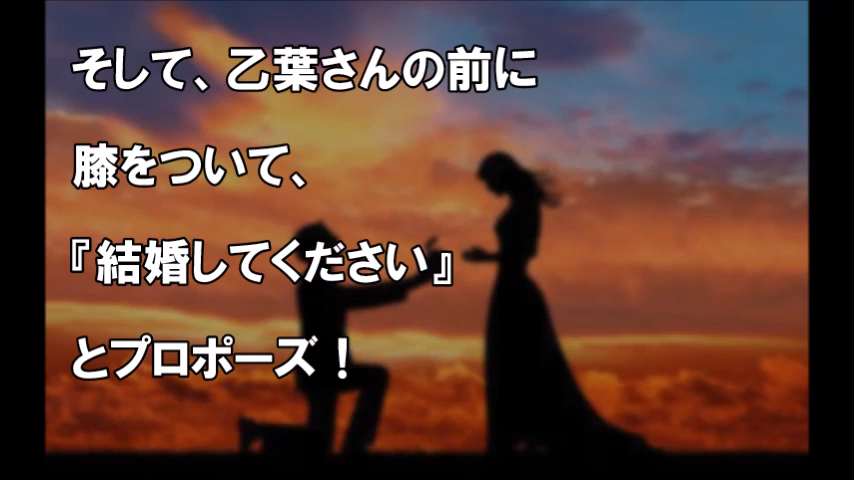 そして、乙葉さんの前に
膝をついて、
『結婚してください』
とプロポーズ！